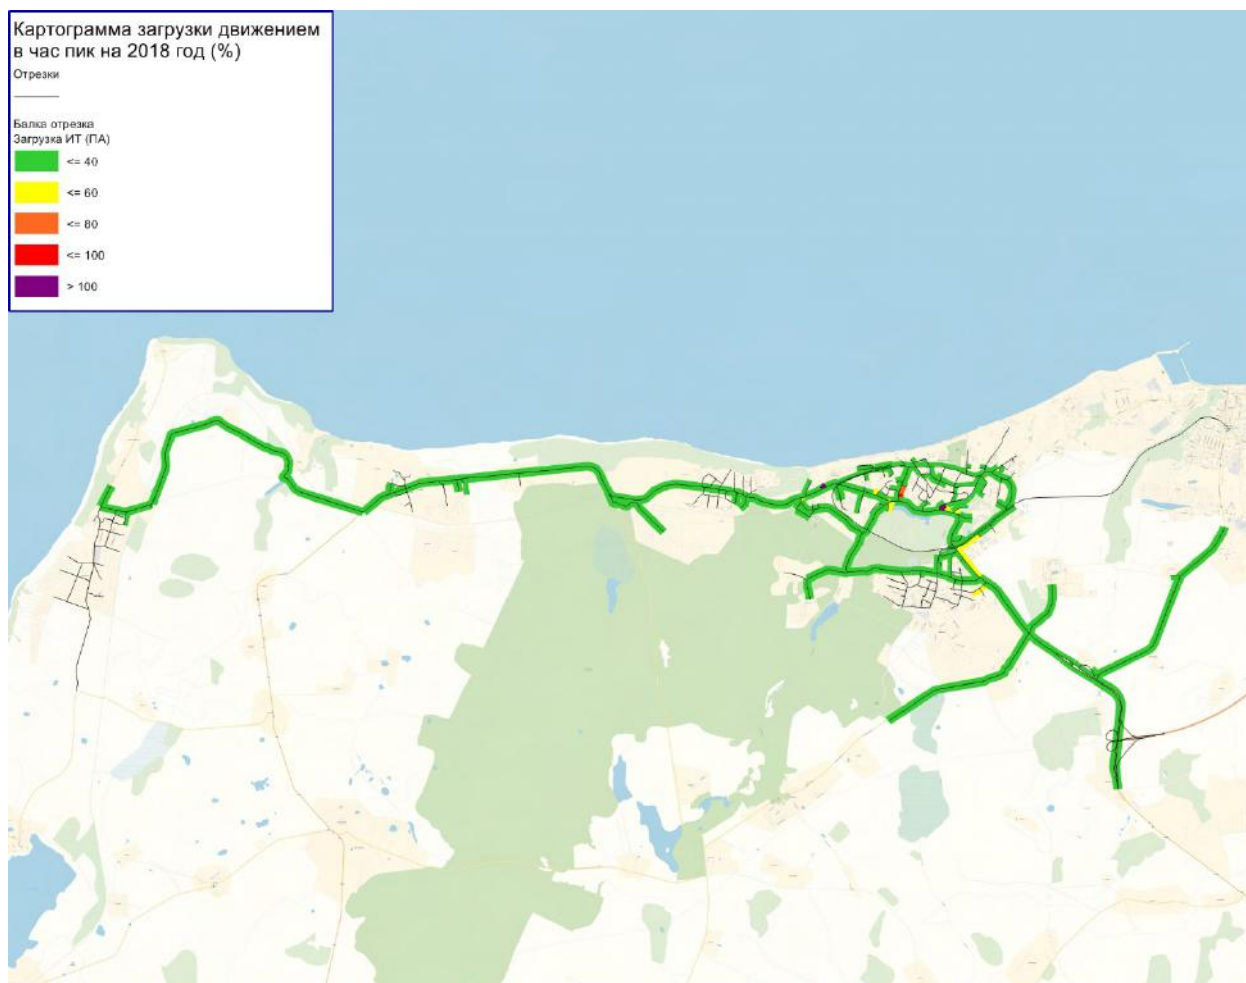 Картограмма загрузки движением
в час пик на 2018 год (%)
Отрезки
Балка отрезка
Загрузка ИТ (ПА)
<= 40
<= 60
<= 80
<= 100
> 100